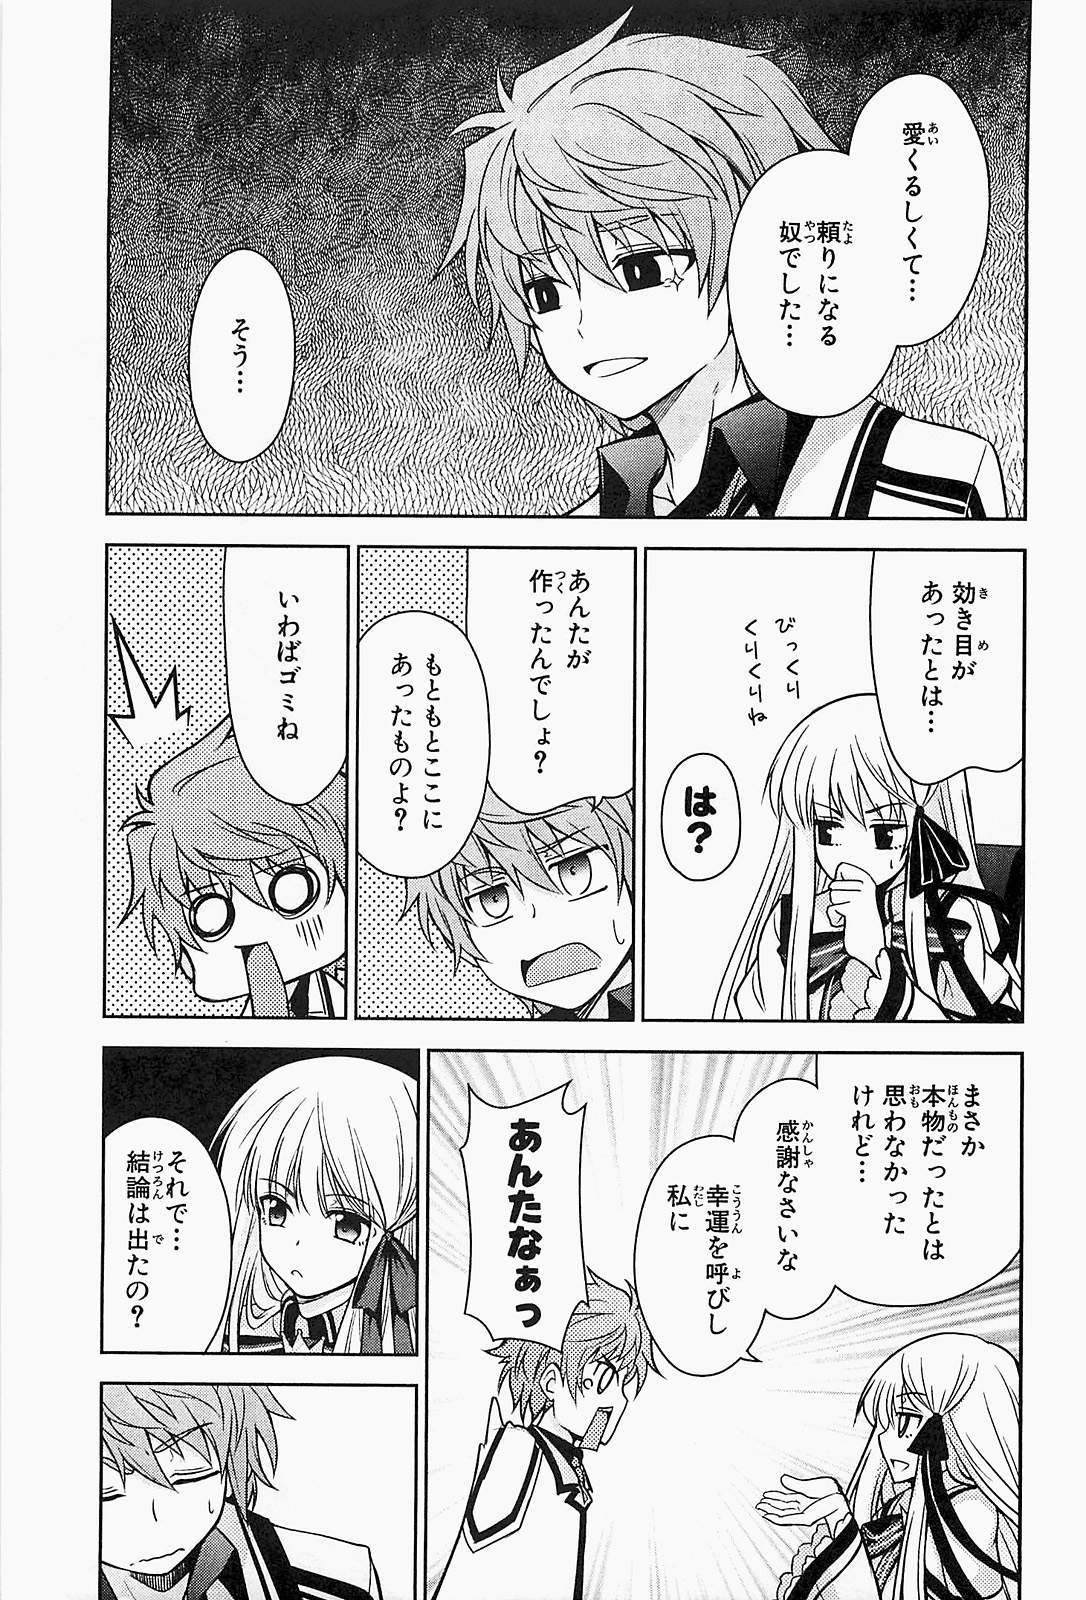 愛くるしくて…
頼りになる
奴でした…
そう…
効き目が
あったとは…
びっくり
くりくりね
は？
あんたが
作ったんでしょ？
もともとここに
あったものよ？
いわばゴミね
まさか
本物だったとは
思わなかった
けれど…
感謝なさいな
幸運を呼びし
私に
あんたなぁっ
それで…
結論は出たの？